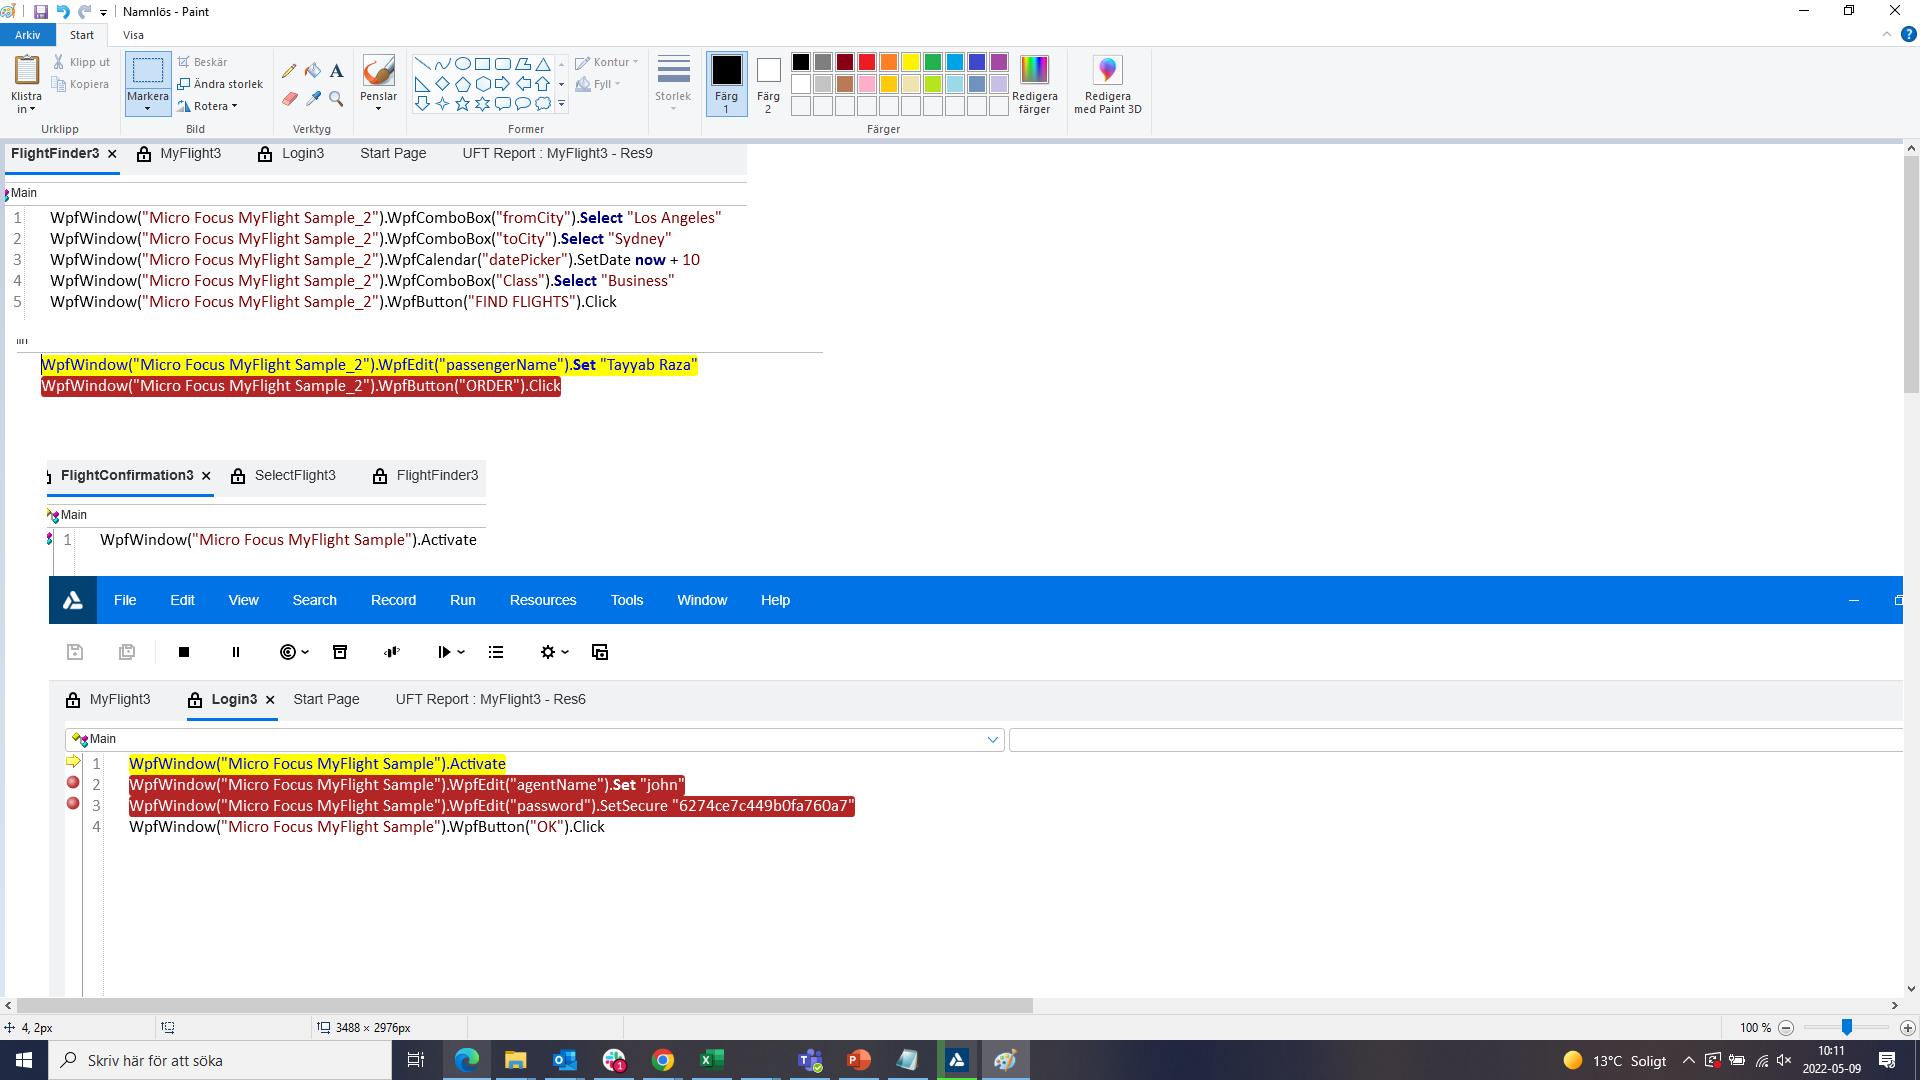 Namnlös - Paint
Arkiv Start Visa
Klistra in
Klipp ut
Kopiera
Urklipp
Markera
Beskär
Ändra storlek
Rotera
Bild
Verktyg
Penslar
Former
Kontur
Fyll
Storlek
Färg 1
Färg 2
Redigera färger
Färger
Redigera med Paint 3D
FlightFinder3 MyFlight3 Login3 Start Page UFT Report : MyFlight3 - Res9
Main
1 WpfWindow("Micro Focus MyFlight Sample_2").WpfComboBox("fromCity").Select "Los Angeles"
2 WpfWindow("Micro Focus MyFlight Sample_2").WpfComboBox("toCity").Select "Sydney"
3 WpfWindow("Micro Focus MyFlight Sample_2").WpfCalendar("datePicker").SetDate now + 10
4 WpfWindow("Micro Focus MyFlight Sample_2").WpfComboBox("Class").Select "Business"
5 WpfWindow("Micro Focus MyFlight Sample_2").WpfButton("FIND FLIGHTS").Click
WpfWindow("Micro Focus MyFlight Sample_2").WpfEdit("passengerName").Set "Tayyab Raza"
WpfWindow("Micro Focus MyFlight Sample_2").WpfButton("ORDER").Click
FlightConfirmation3 SelectFlight3 FlightFinder3
Main
1 WpfWindow("Micro Focus MyFlight Sample").Activate
File Edit View Search Record Run Resources Tools Window Help
MyFlight3 Login3 Start Page UFT Report : MyFlight3 - Res6
Main
1 WpfWindow("Micro Focus MyFlight Sample").Activate
2 WpfWindow("Micro Focus MyFlight Sample").WpfEdit("agentName").Set "john"
3 WpfWindow("Micro Focus MyFlight Sample").WpfEdit("password").SetSecure "6274ce7c449b0fa760a7"
4 WpfWindow("Micro Focus MyFlight Sample").WpfButton("OK").Click
4, 2px 3488 × 2976px 100 %
Skriv här för att söka
13°C Soligt
10:11
2022-05-09